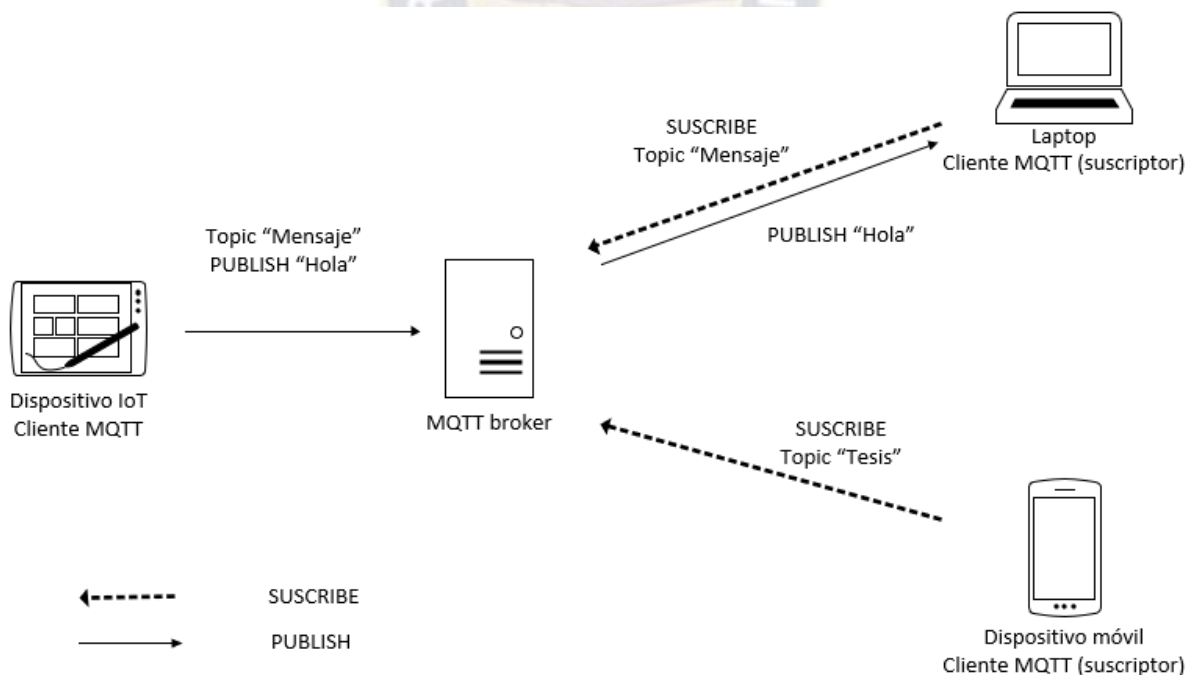 SUSCRIBE
Topic “Mensaje”
Laptop
Cliente MQTT (suscriptor)
PUBLISH “Hola”
Topic “Mensaje”
PUBLISH “Hola”
Dispositivo IoT
Cliente MQTT
MQTT broker
SUSCRIBE
Topic “Tesis”
SUSCRIBE
PUBLISH
Dispositivo móvil
Cliente MQTT (suscriptor)